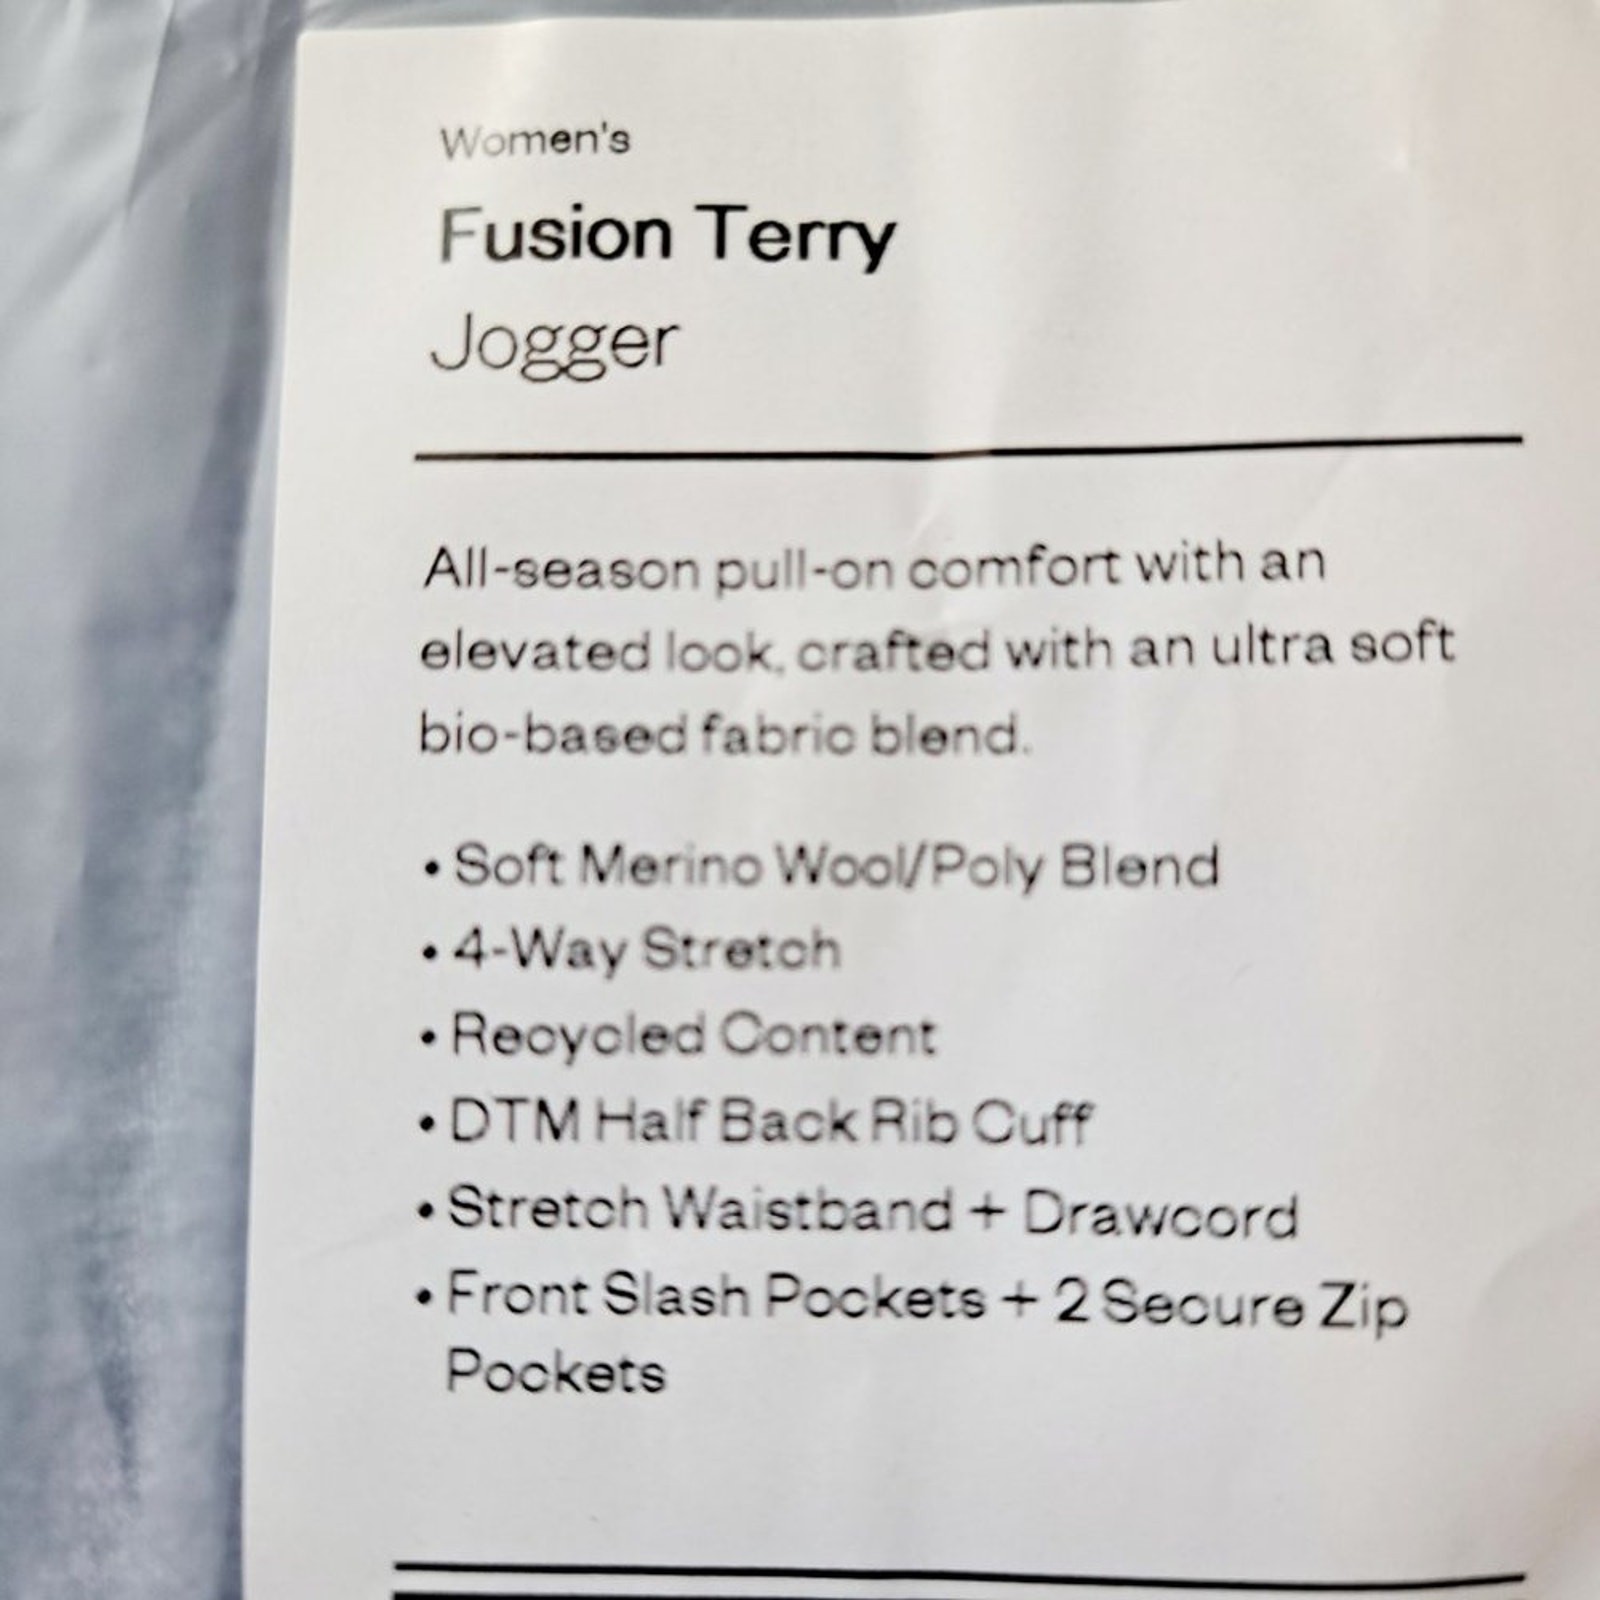 Women's
Fusion Terry
Jogger
All-season pull-on comfort with an
elevated look, crafted with an ultra soft
bio-based fabric blend.
• Soft Merino Wool/Poly Blend
• 4-Way Stretch
• Recycled Content
• DTM Half Back Rib Cuff
• Stretch Waistband + Drawcord
• Front Slash Pockets + 2 Secure Zip
Pockets